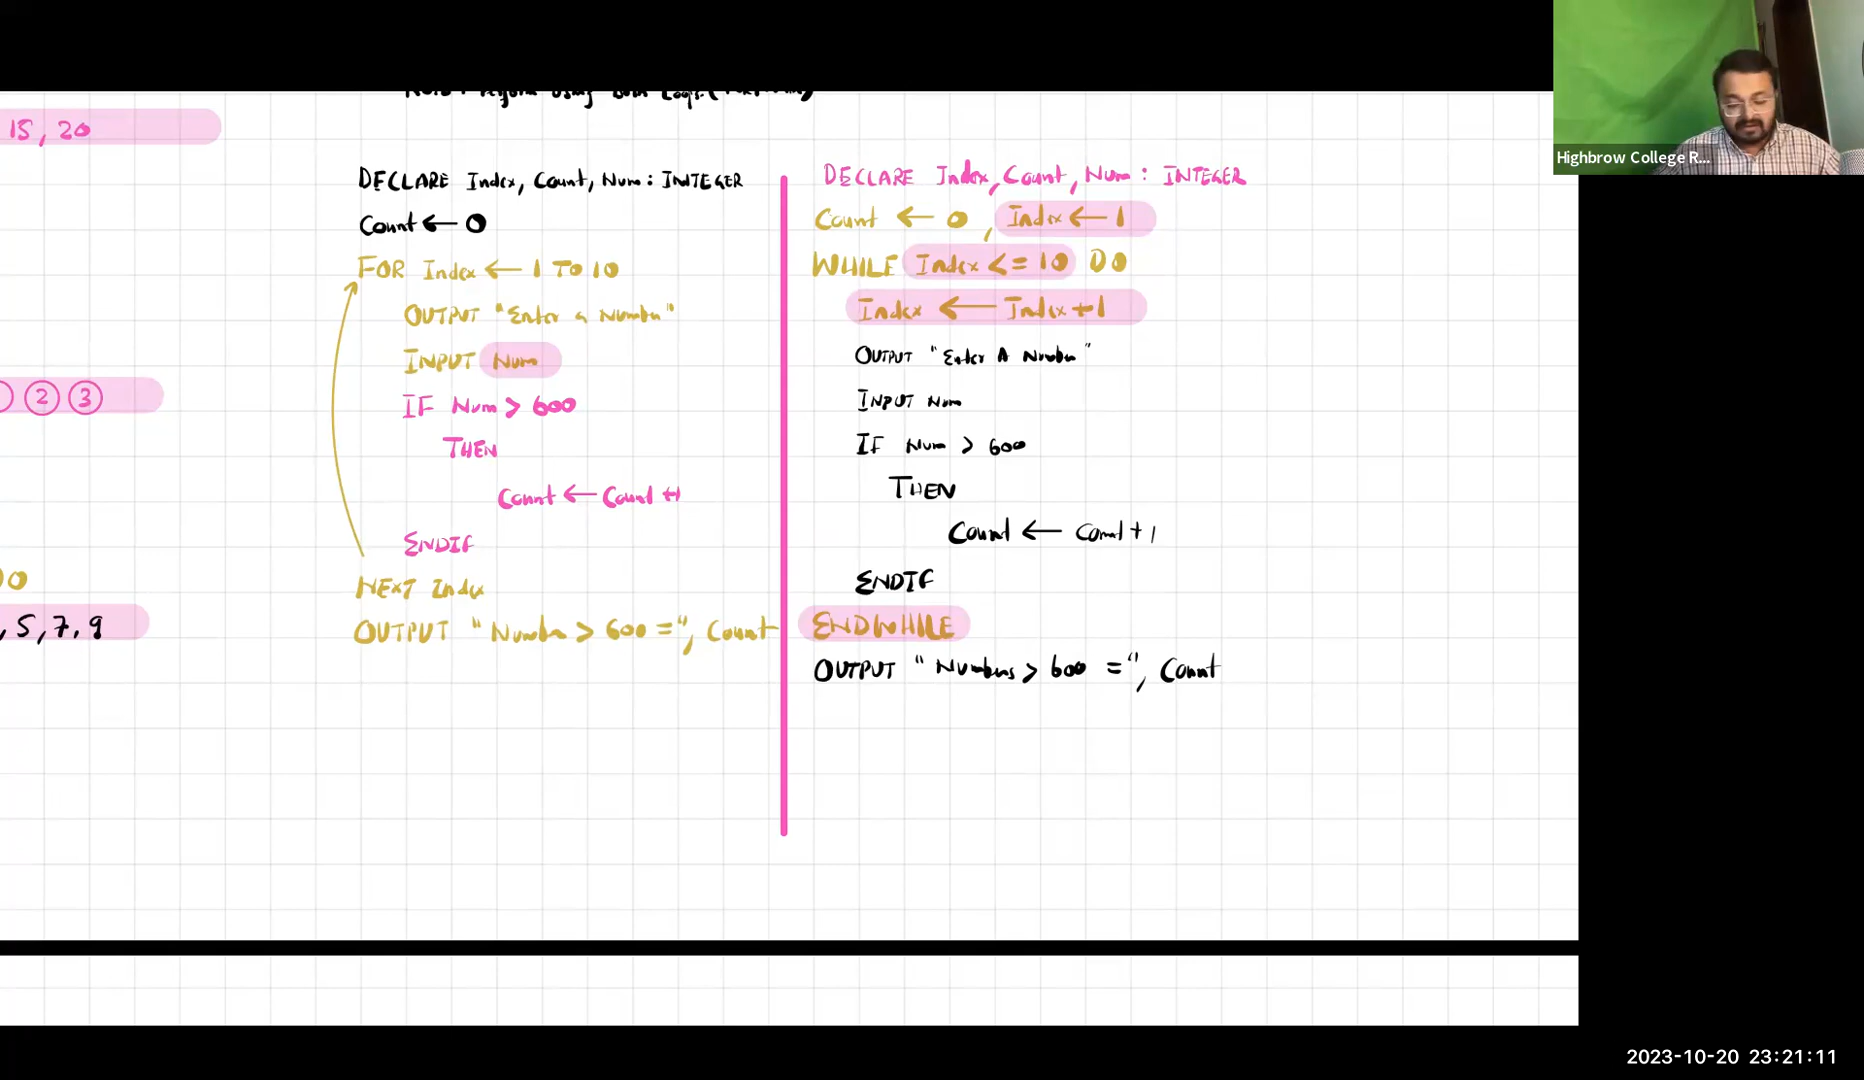 15, 20
2 3
O
, 5, 7, 9
DECLARE Index, Count, Num : INTEGER
Count ← 0
FOR Index ← 1 TO 10
OUTPUT "Enter a Number"
INPUT Num
IF Num > 600
THEN
Count ← Count +1
ENDIF
NEXT Index
OUTPUT "Number > 600 =", Count
DECLARE Index, Count, Num : INTEGER
Count ← 0, Index ← 1
WHILE Index <= 10 DO
Index ← Index + 1
OUTPUT "Enter A Number"
INPUT Num
IF Num > 600
THEN
Count ← Count + 1
ENDIF
ENDWHILE
OUTPUT "Numbers > 600 =", Count
Highbrow College R...
2023-10-20 23:21:11